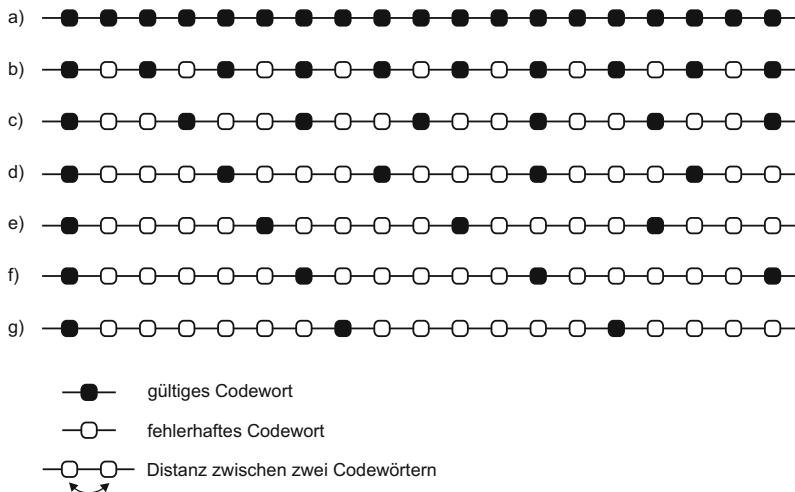 a)
b)
c)
d)
e)
f)
g)
gültiges Codewort
fehlerhaftes Codewort
Distanz zwischen zwei Codewörtern